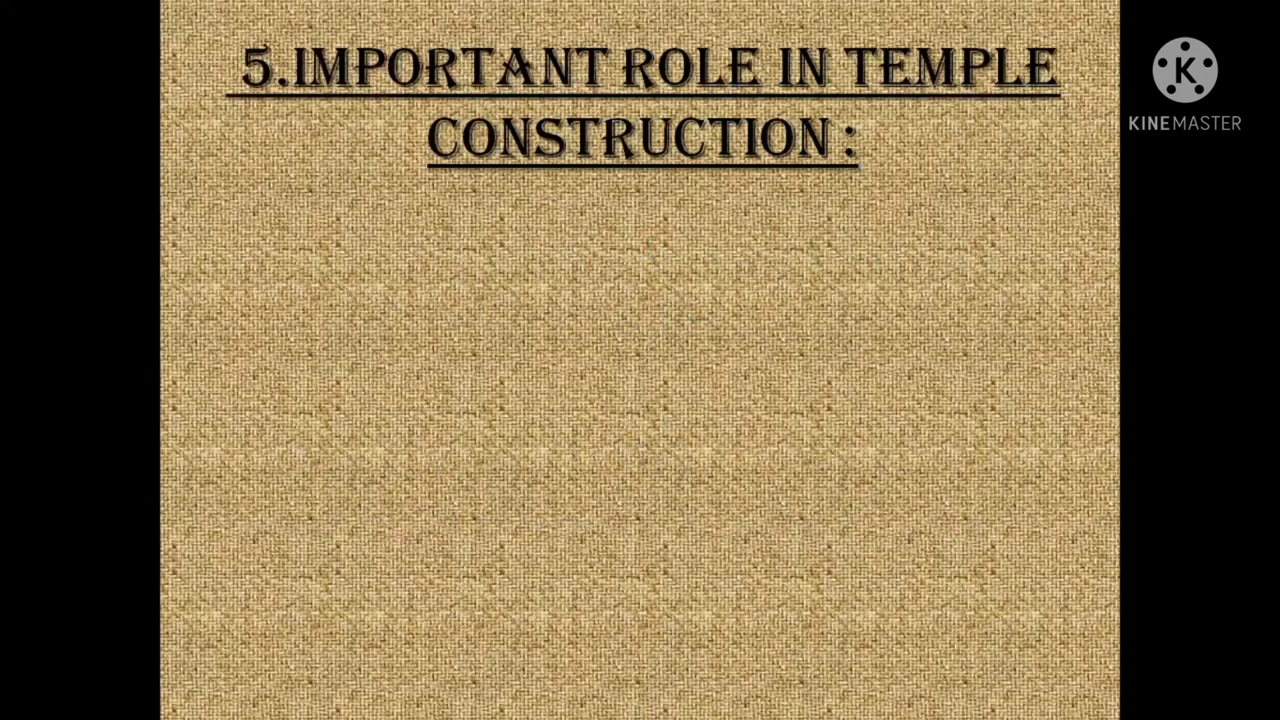 5.IMPORTANT ROLE IN TEMPLE
CONSTRUCTION :
K
KINEMASTER